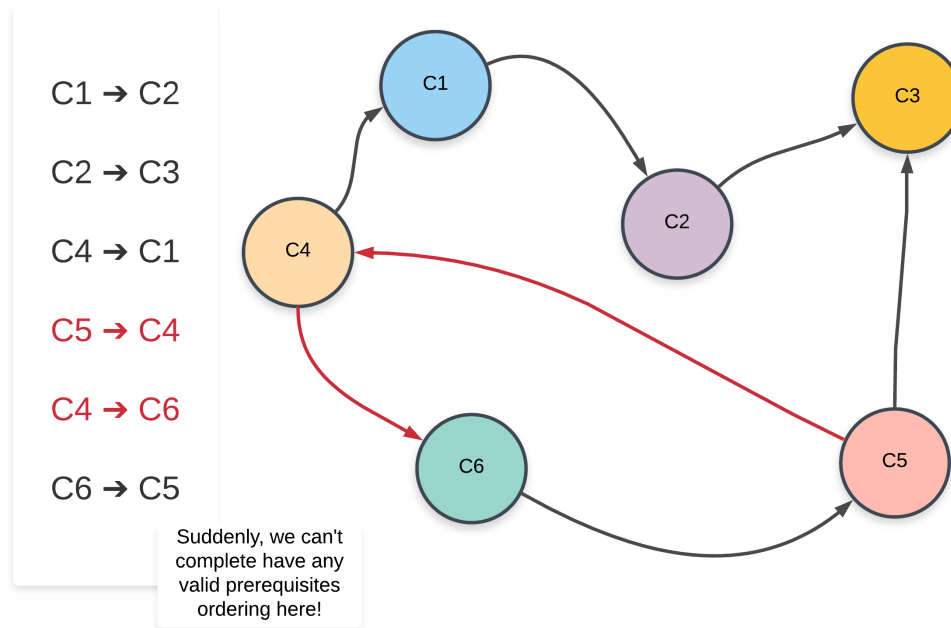 C1 ➔ C2
C2 ➔ C3
C4 ➔ C1
C5 ➔ C4
C4 ➔ C6
C6 ➔ C5
Suddenly, we can't
complete have any
valid prerequisites
ordering here!
C1
C3
C2
C4
C6
C5